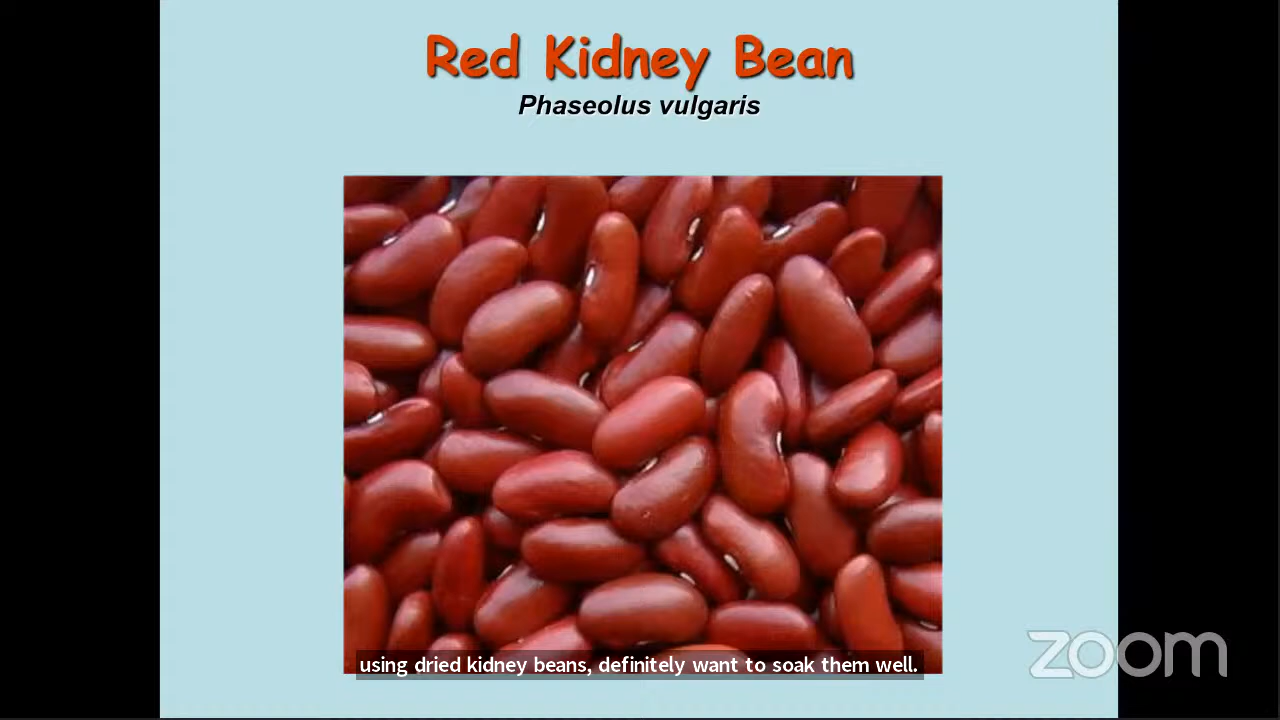 Red Kidney Bean
Phaseolus vulgaris
using dried kidney beans, definitely want to soak them well.
zoom